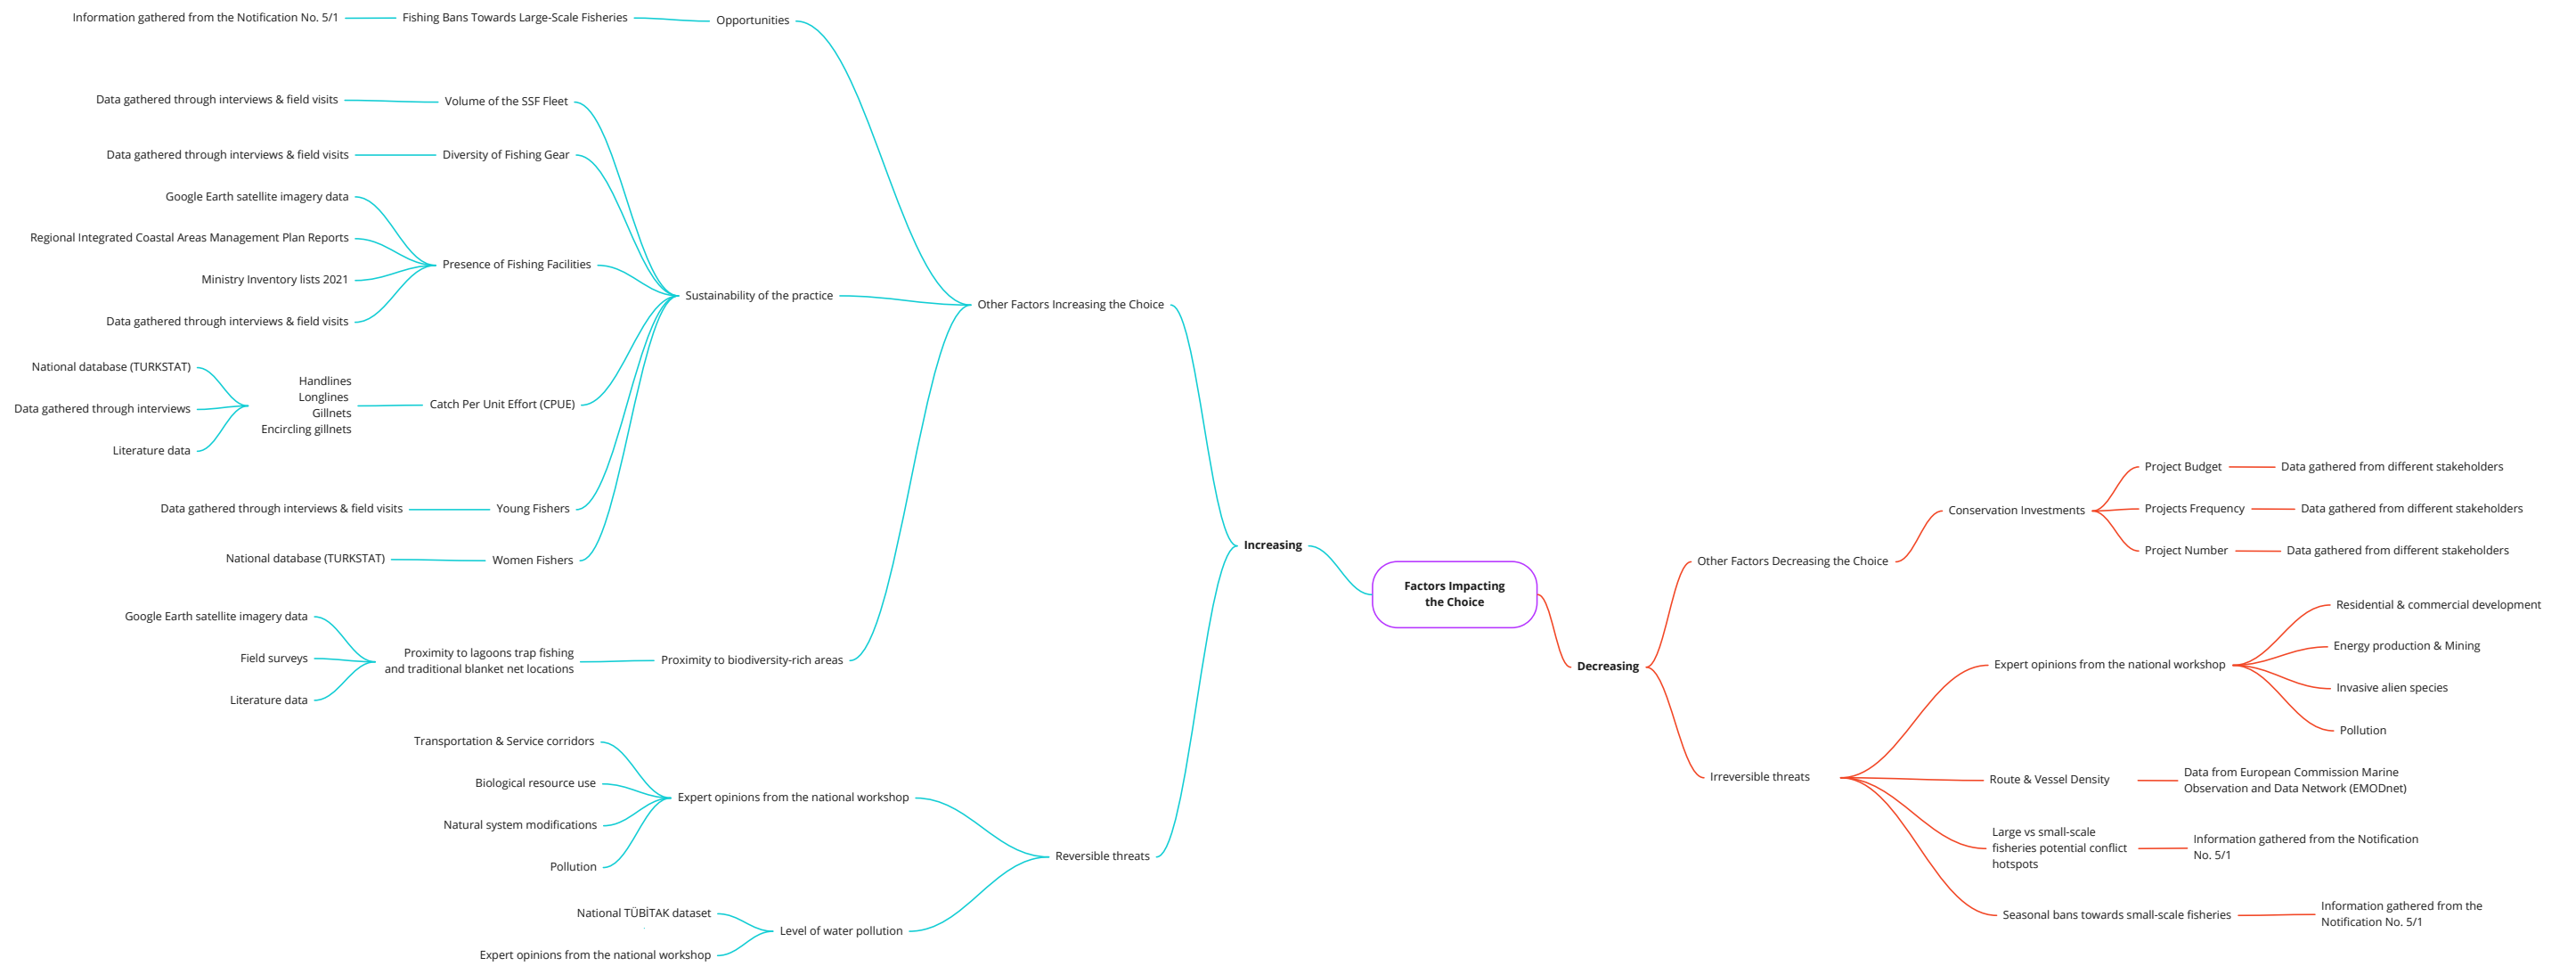 Information gathered from the Notification No. 5/1
Fishing Bans Towards Large-Scale Fisheries
Opportunities
Data gathered through interviews & field visits
Volume of the SSF Fleet
Data gathered through interviews & field visits
Diversity of Fishing Gear
Google Earth satellite imagery data
Regional Integrated Coastal Areas Management Plan Reports
Ministry Inventory lists 2021
Data gathered through interviews & field visits
Presence of Fishing Facilities
Sustainability of the practice
Other Factors Increasing the Choice
National database (TURKSTAT)
Data gathered through interviews
Literature data
Handlines
Longlines
Gillnets
Encircling gillnets
Catch Per Unit Effort (CPUE)
Data gathered through interviews & field visits
Young Fishers
National database (TURKSTAT)
Women Fishers
Google Earth satellite imagery data
Field surveys
Literature data
Proximity to lagoons trap fishing
and traditional blanket net locations
Proximity to biodiversity-rich areas
Transportation & Service corridors
Biological resource use
Natural system modifications
Pollution
Expert opinions from the national workshop
Reversible threats
National TÜBİTAK dataset
Expert opinions from the national workshop
Level of water pollution
Increasing
Factors Impacting
the Choice
Decreasing
Other Factors Decreasing the Choice
Conservation Investments
Project Budget
Data gathered from different stakeholders
Projects Frequency
Data gathered from different stakeholders
Project Number
Data gathered from different stakeholders
Irreversible threats
Expert opinions from the national workshop
Residential & commercial development
Energy production & Mining
Invasive alien species
Pollution
Route & Vessel Density
Data from European Commission Marine
Observation and Data Network (EMODnet)
Large vs small-scale
fisheries potential conflict
hotspots
Information gathered from the Notification
No. 5/1
Seasonal bans towards small-scale fisheries
Information gathered from the
Notification No. 5/1